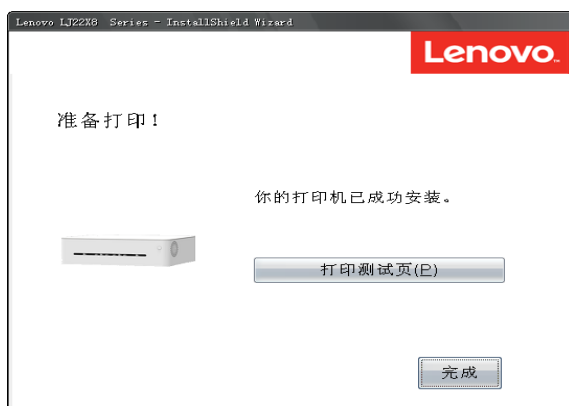 Lenovo LJ22X8 Series - InstallShield Wizard
Lenovo™
准备打印！
你的打印机已成功安装。
打印测试页(P)
完成